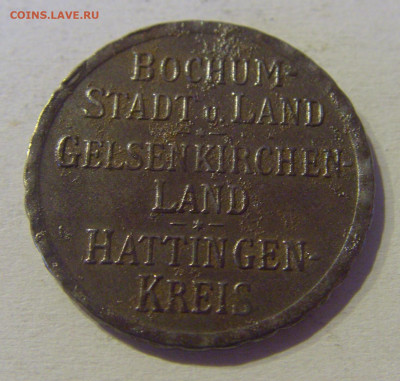 COINS.LAVE.RU
BOCHUM-
STADT U. LAND
GELSENKIRCHEN-
LAND
HATTINGEN-
KREIS